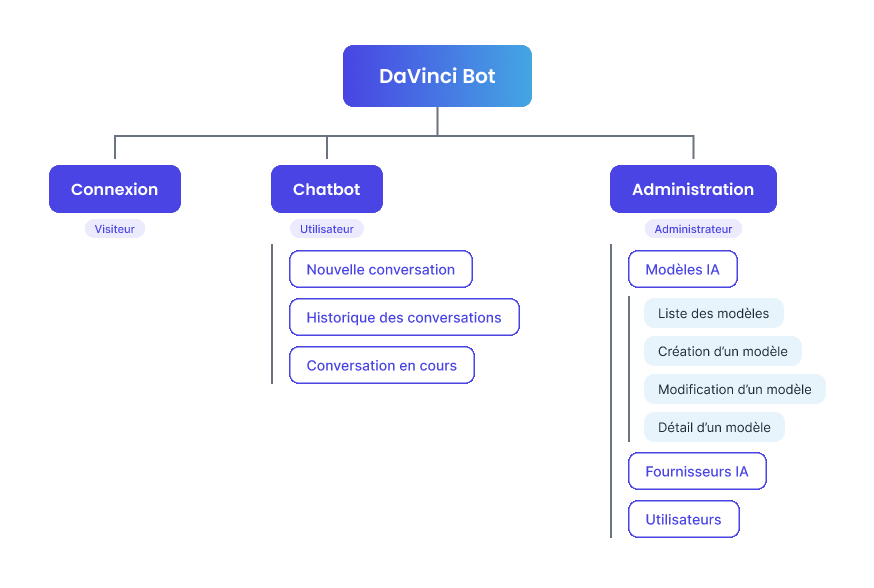 DaVinci Bot
Connexion
Visiteur
Chatbot
Utilisateur
Nouvelle conversation
Historique des conversations
Conversation en cours
Administration
Administrateur
Modèles IA
Liste des modèles
Création d’un modèle
Modification d’un modèle
Détail d’un modèle
Fournisseurs IA
Utilisateurs